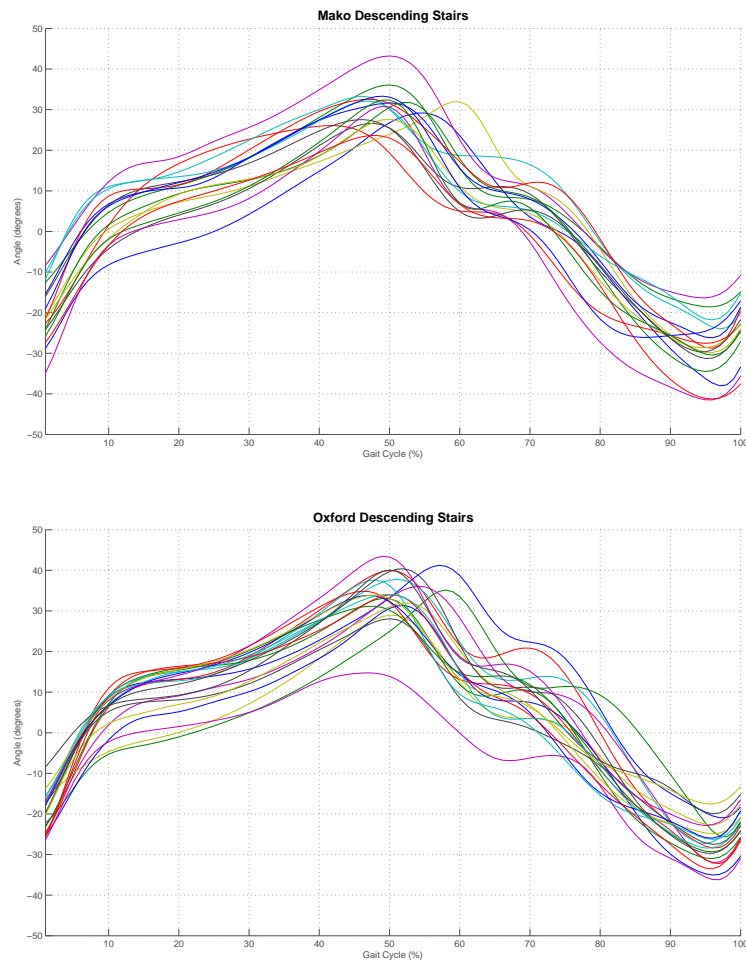 Mako Descending Stairs
50
40
30
20
10
0
−10
−20
−30
−40
−50
Angle (degrees)
10 20 30 40 50 60 70 80 90 100
Gait Cycle (%)
Oxford Descending Stairs
50
40
30
20
10
0
−10
−20
−30
−40
−50
Angle (degrees)
10 20 30 40 50 60 70 80 90 100
Gait Cycle (%)